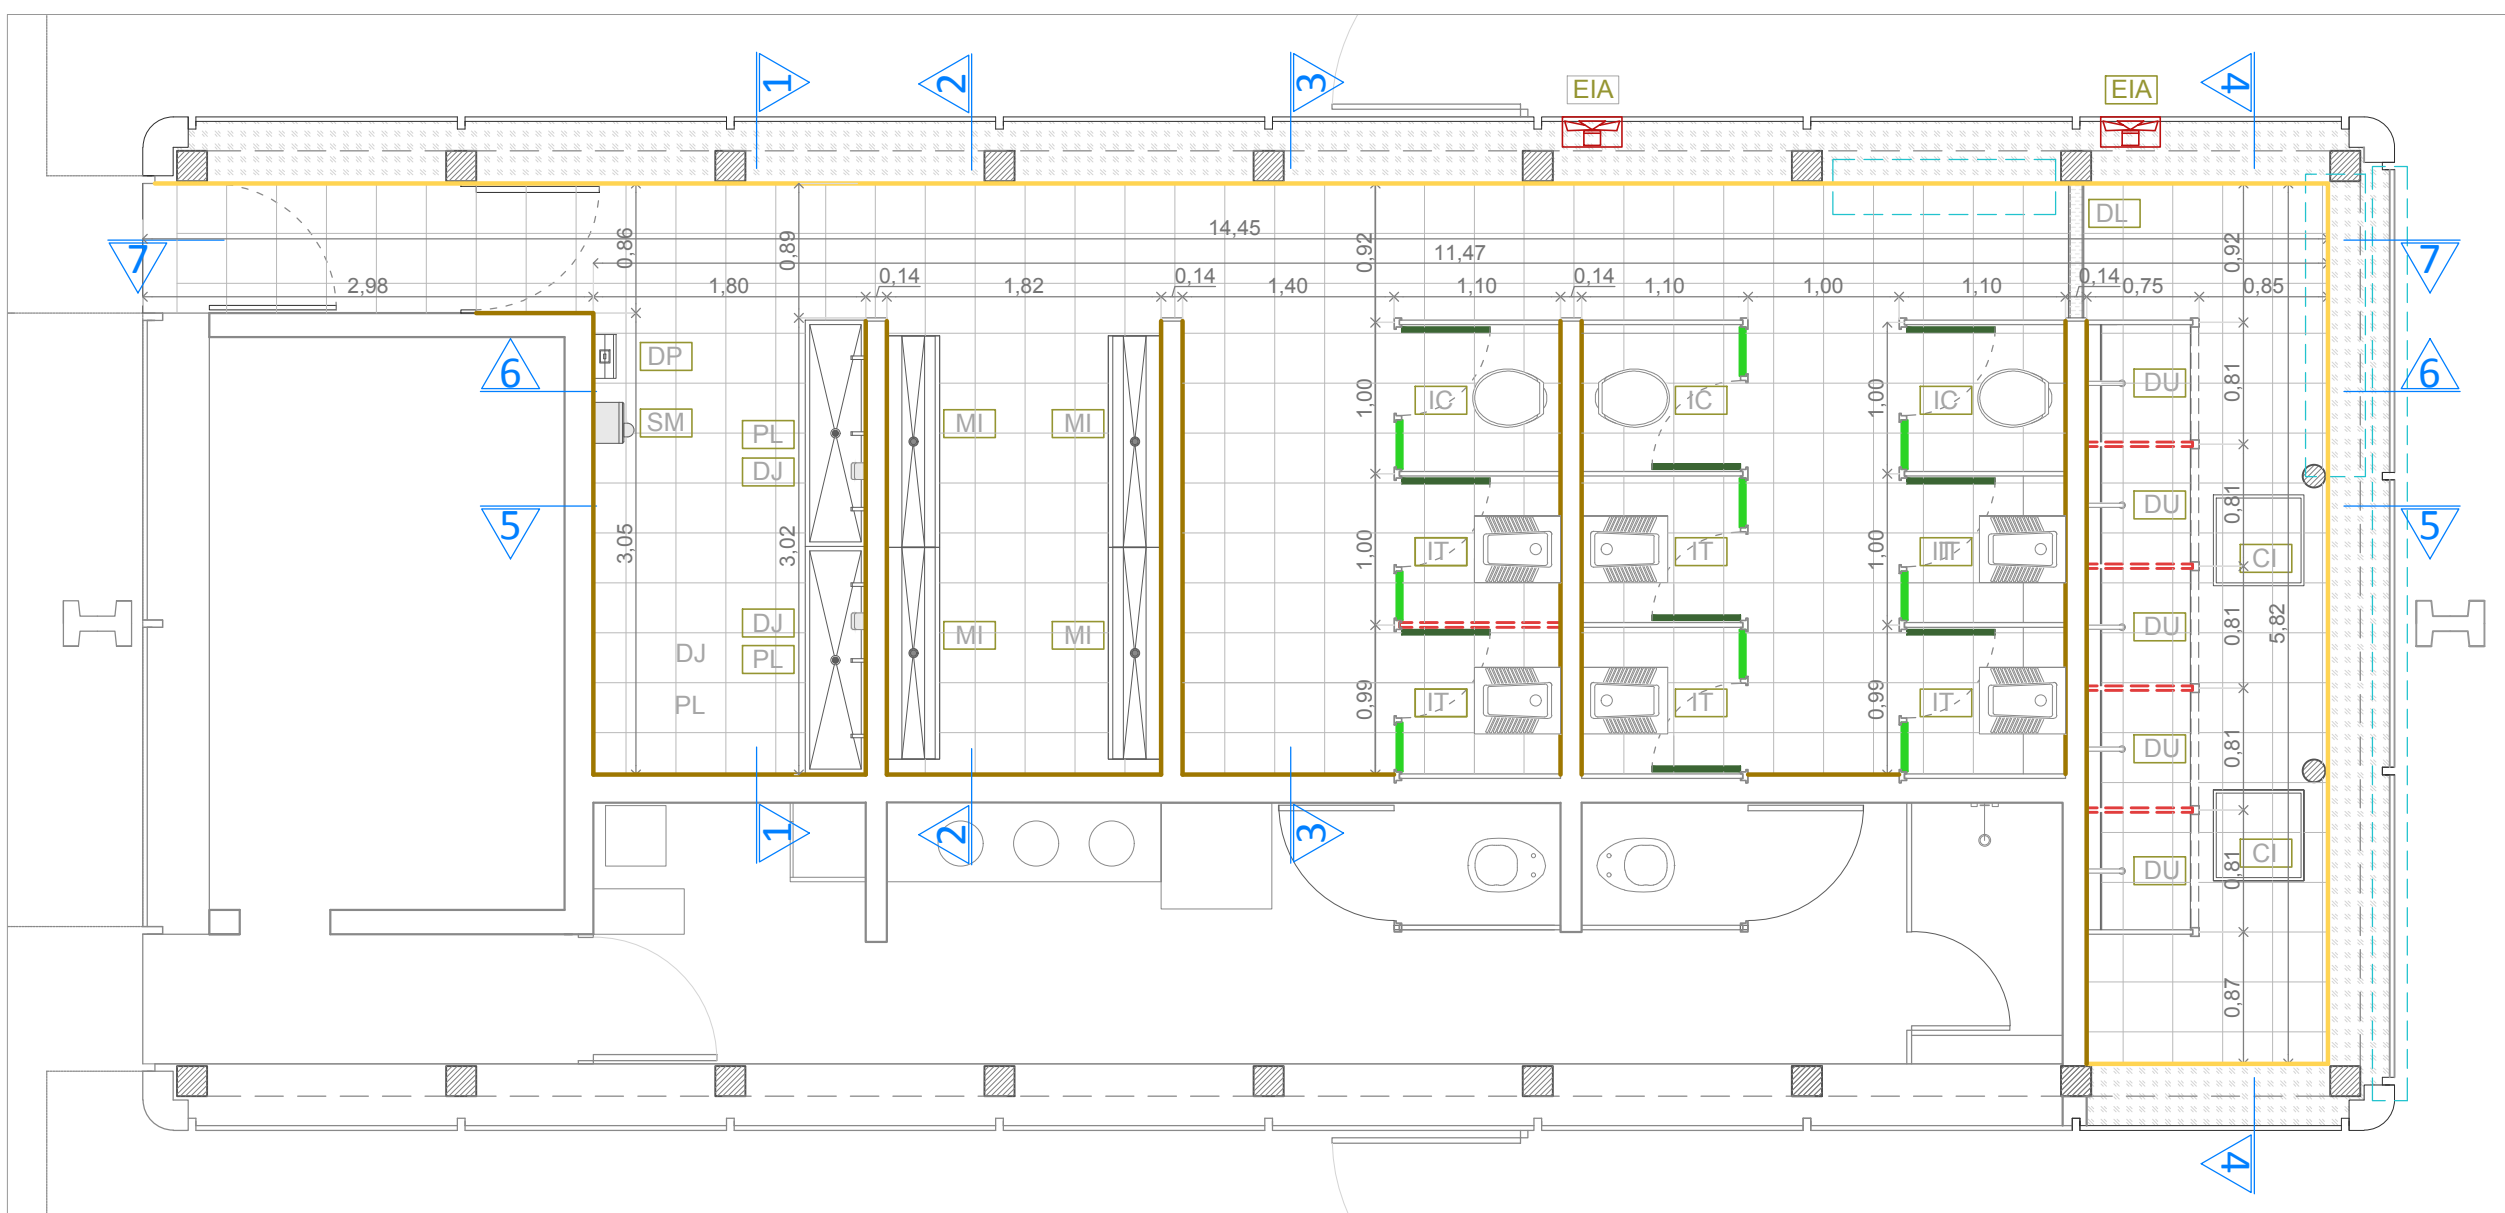 EIA
EIA
1
2
3
4
DL
14,45
0,86
0,89
0,92
0,92
7
11,47
7
2,98
1,80
0,14
1,82
0,14
1,40
1,10
0,14
1,10
1,00
1,10
0,14
0,75
0,85
DP
6
6
SM
PL
DJ
MI
MI
1,00
IC
IC
1,00
IC
DU
0,81
5
3,05
3,02
1,00
IT
IT
1,00
IT
DU
0,81
CI
5
DJ
PL
DJ
PL
MI
MI
0,99
IT
IT
0,99
IT
DU
0,81
5,82
DU
0,81
1
2
3
DU
0,81
CI
0,87
4